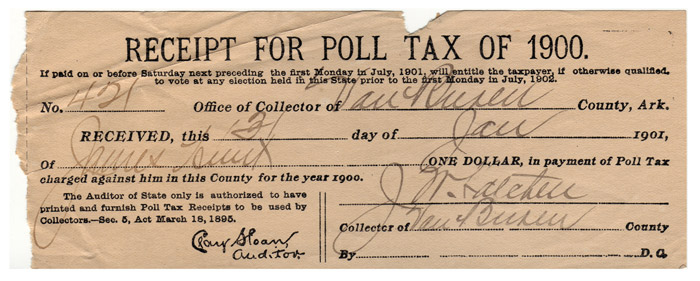 RECEIPT FOR POLL TAX OF 1900.
If paid on or before Saturday next preceding the first Monday in July, 1901, will entitle the taxpayer, if otherwise qualified,
to vote at any election held in this State prior to the first Monday in July, 1902.
No. 431 Office of Collector of Van Buren County, Ark.
RECEIVED, this 3 day of Jan 1901,
Of James ONE DOLLAR, in payment of Poll Tax
charged against him in this County for the year 1900.
The Auditor of State only is authorized to have
printed and furnish Poll Tax Receipts to be used by
Collectors.—Sec. 5, Act March 18, 1895.
Clay Sloan,
Auditor.
J W
Collector of Van Buren County
By D. C.